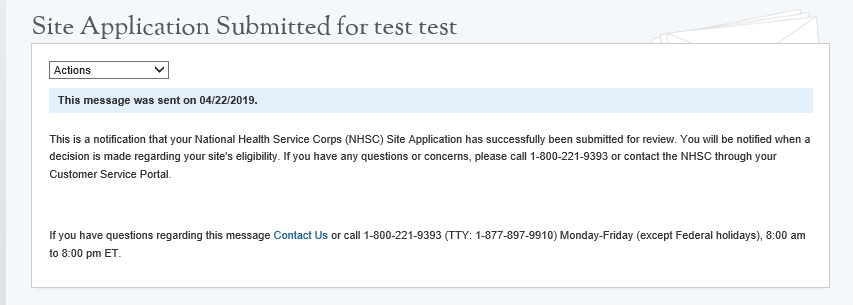 Site Application Submitted for test test
Actions
This message was sent on 04/22/2019.
This is a notification that your National Health Service Corps (NHSC) Site Application has successfully been submitted for review. You will be notified when a
decision is made regarding your site's eligibility. If you have any questions or concerns, please call 1-800-221-9393 or contact the NHSC through your
Customer Service Portal.
If you have questions regarding this message Contact Us or call 1-800-221-9393 (TTY: 1-877-897-9910) Monday-Friday (except Federal holidays), 8:00 am
to 8:00 pm ET.